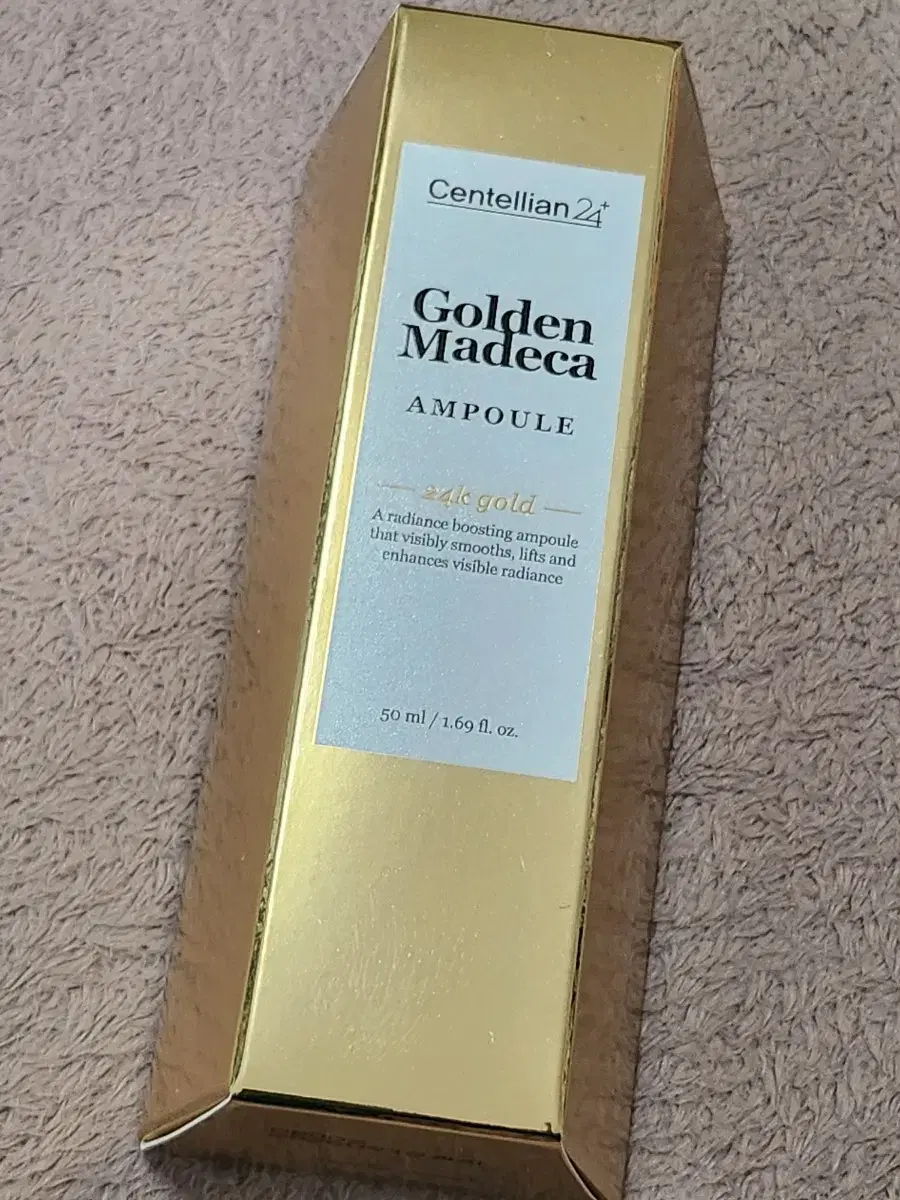 Centellian24+
Golden
Madeca
AMPOULE
24k gold
A radiance boosting ampoule
that visibly smooths, lifts and
enhances visible radiance
50 ml / 1.69 fl. oz.